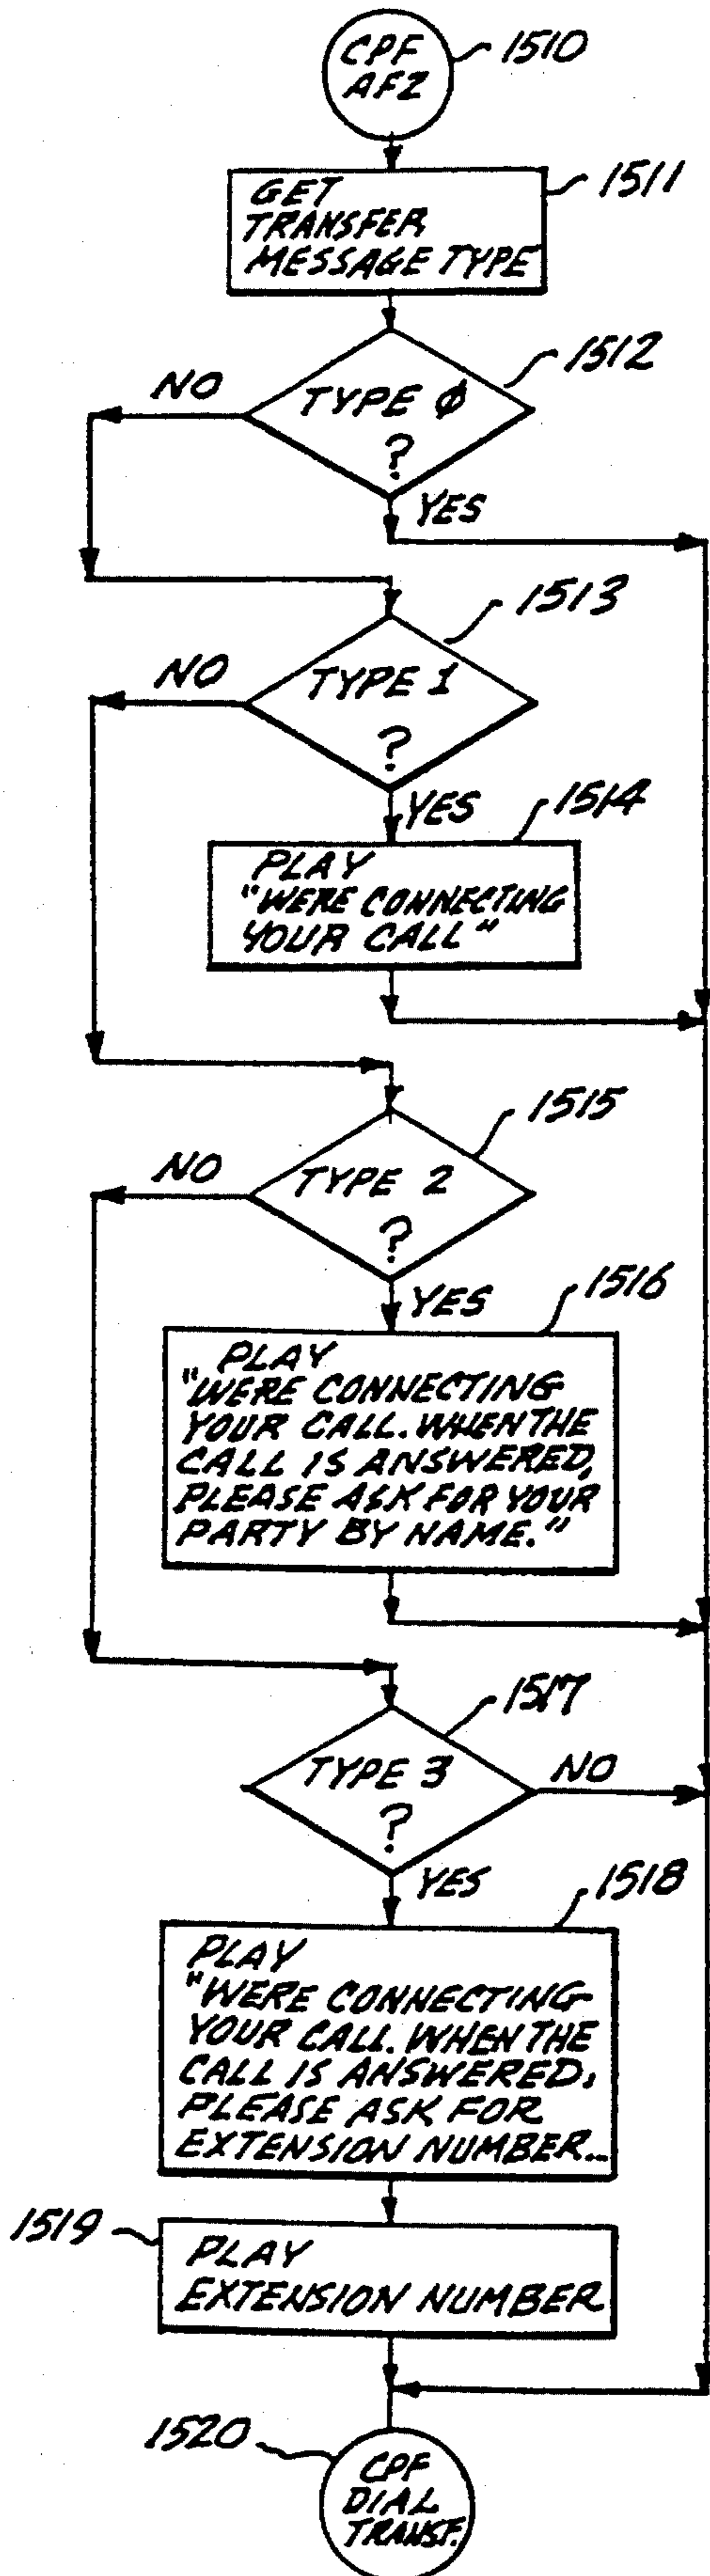 CPF
AFZ
1510
1511
GET
TRANSFER
MESSAGE TYPE
1512
NO
TYPE Ø
?
YES
1513
NO
TYPE 1
?
YES
1514
PLAY
"WERE CONNECTING
YOUR CALL"
1515
NO
TYPE 2
?
YES
1516
PLAY
"WERE CONNECTING
YOUR CALL. WHEN THE
CALL IS ANSWERED,
PLEASE ASK FOR YOUR
PARTY BY NAME."
1517
TYPE 3
NO
?
YES
1518
PLAY
"WERE CONNECTING
YOUR CALL. WHEN THE
CALL IS ANSWERED,
PLEASE ASK FOR
EXTENSION NUMBER...
1519
PLAY
EXTENSION NUMBER
1520
CPF
DIAL
TRANSF.